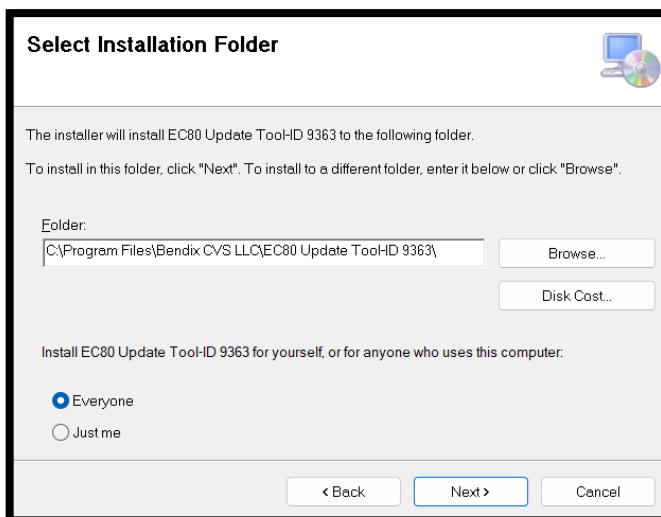 Select Installation Folder
The installer will install EC80 Update Tool-ID 9363 to the following folder.
To install in this folder, click "Next". To install to a different folder, enter it below or click "Browse".
Folder:
C:\Program Files\Bendix CVS LLC\EC80 Update Tool-ID 9363\
Browse...
Disk Cost...
Install EC80 Update Tool-ID 9363 for yourself, or for anyone who uses this computer:
Everyone
Just me
< Back
Next >
Cancel